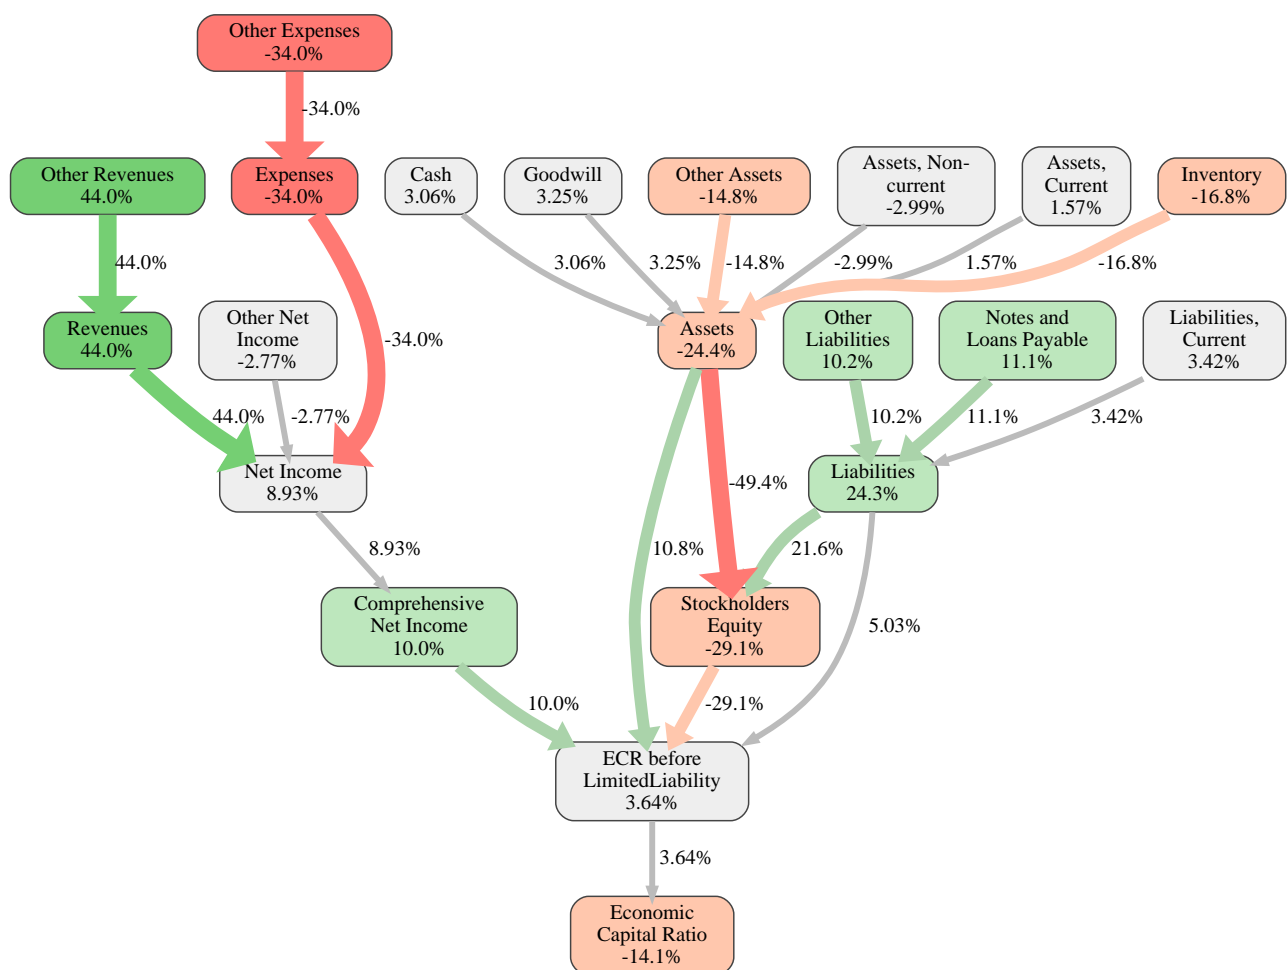 Other Expenses
-34.0%
-34.0%
Other Revenues
44.0%
Expenses
-34.0%
Cash
3.06%
Goodwill
3.25%
Other Assets
-14.8%
Assets, Non-
current
-2.99%
Assets,
Current
1.57%
Inventory
-16.8%
44.0%
3.06%
3.25%
-14.8%
-2.99%
1.57%
-16.8%
Revenues
44.0%
Other Net
Income
-2.77%
-34.0%
Assets
-24.4%
Other
Liabilities
10.2%
Notes and
Loans Payable
11.1%
Liabilities,
Current
3.42%
44.0%
-2.77%
10.2%
11.1%
3.42%
Net Income
8.93%
-49.4%
Liabilities
24.3%
8.93%
10.8%
21.6%
Comprehensive
Net Income
10.0%
Stockholders
Equity
-29.1%
5.03%
10.0%
-29.1%
ECR before
LimitedLiability
3.64%
3.64%
Economic
Capital Ratio
-14.1%